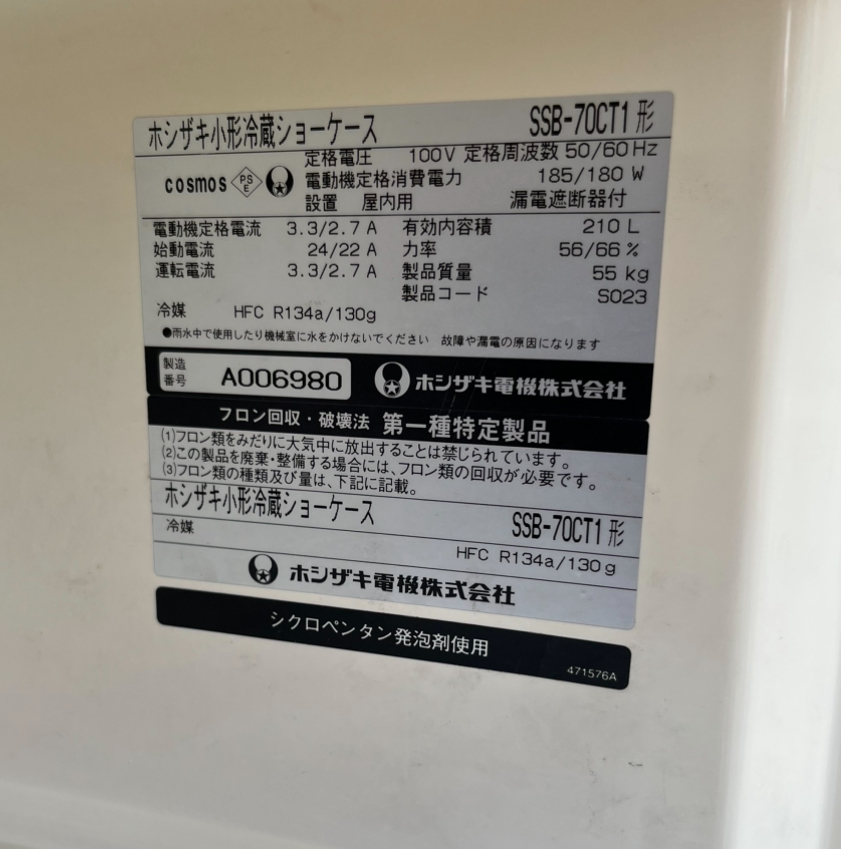 ホシザキ小形冷蔵ショーケース SSB-70CT1 形
定格電圧 100V 定格周波数 50/60 Hz
cosmos PS E 電動機定格消費電力 185/180 W
設置 屋内用 漏電遮断器付
電動機定格電流 3.3/2.7 A 有効内容積 210 L
始動電流 24/22 A 力率 56/66 %
運転電流 3.3/2.7 A 製品質量 55 kg
製品コード S023
冷媒 HFC R134a/130g
●雨水中で使用したり機械室に水をかけないでください 故障や漏電の原因になります
製造番号 A006980 ホシザキ電機株式会社
フロン回収・破壊法 第一種特定製品
(1)フロン類をみだりに大気中に放出することは禁じられています。
(2)この製品を廃棄・整備する場合には、フロン類の回収が必要です。
(3)フロン類の種類及び量は、下記に記載。
ホシザキ小形冷蔵ショーケース SSB-70CT1 形
冷媒 HFC R134a/130g
ホシザキ電機株式会社
シクロペンタン発泡剤使用
471576A